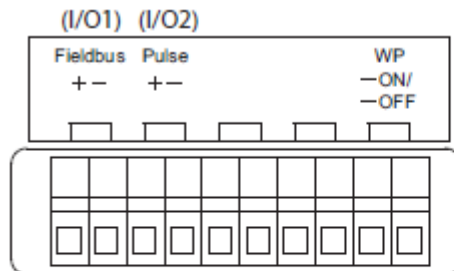 (I/O1) (I/O2)
Fieldbus Pulse WP
+ − + − −ON/
−OFF